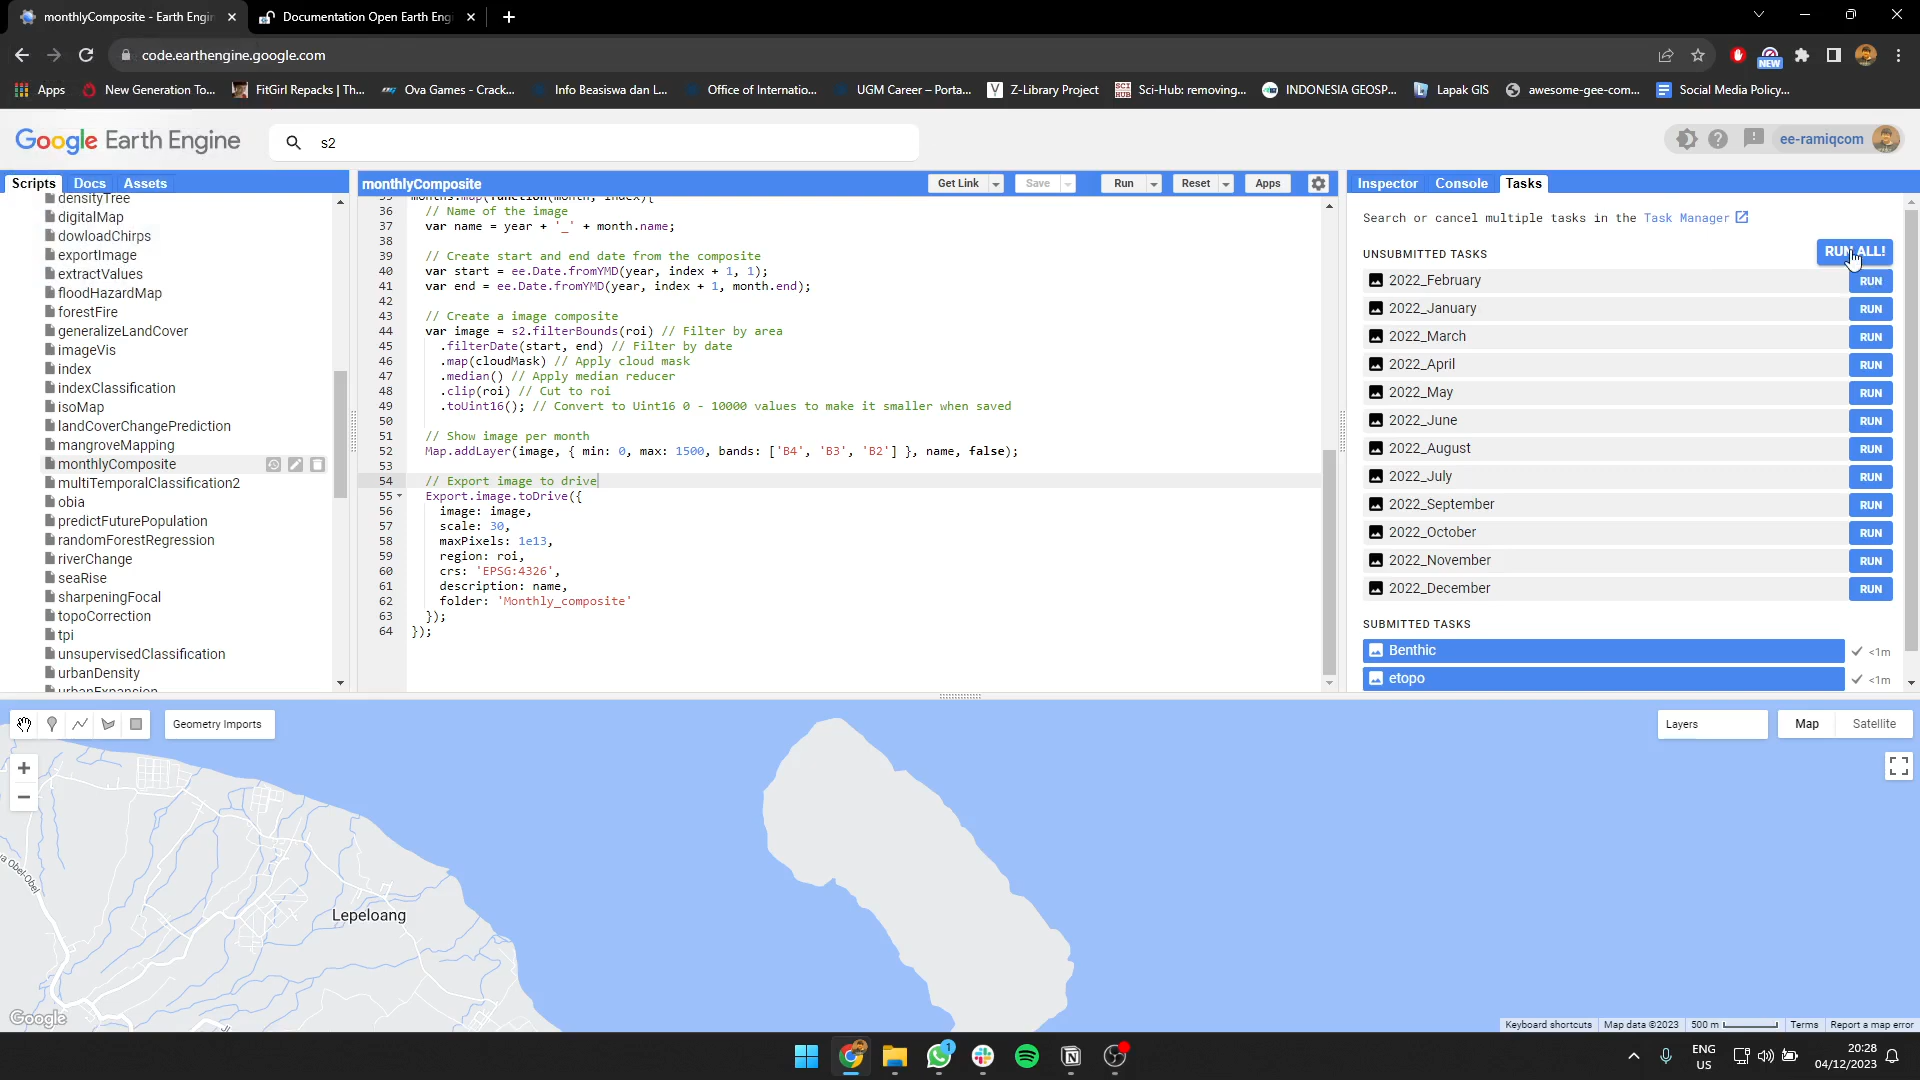 monthlyComposite - Earth Engin
Documentation Open Earth Eng
code.earthengine.google.com
NEW
Apps
New Generation To...
FitGirl Repacks | Th...
Ova Games - Crack...
Info Beasiswa dan L...
Office of Internatio...
UGM Career – Porta...
Z-Library Project
Sci-Hub: removing...
INDONESIA GEOSP...
Lapak GIS
awesome-gee-com...
Social Media Policy...
Google Earth Engine
s2
ee-ramiqcom
Scripts
Docs
Assets
densityTree
digitalMap
dowloadChirps
exportImage
extractValues
floodHazardMap
forestFire
generalizeLandCover
imageVis
index
indexClassification
isoMap
landCoverChangePrediction
mangroveMapping
monthlyComposite
multiTemporalClassification2
obia
predictFuturePopulation
randomForestRegression
riverChange
seaRise
sharpeningFocal
topoCorrection
tpi
unsupervisedClassification
urbanDensity
urbanExpansion
monthlyComposite
Get Link
Save
Run
Reset
Apps
35 months.map(function(month, index){
36 // Name of the image
37 var name = year + '_' + month.name;
38
39 // Create start and end date from the composite
40 var start = ee.Date.fromYMD(year, index + 1, 1);
41 var end = ee.Date.fromYMD(year, index + 1, month.end);
42
43 // Create a image composite
44 var image = s2.filterBounds(roi) // Filter by area
45 .filterDate(start, end) // Filter by date
46 .map(cloudMask) // Apply cloud mask
47 .median() // Apply median reducer
48 .clip(roi) // Cut to roi
49 .toUint16(); // Convert to Uint16 0 - 10000 values to make it smaller when saved
50
51 // Show image per month
52 Map.addLayer(image, { min: 0, max: 1500, bands: ['B4', 'B3', 'B2'] }, name, false);
53
54 // Export image to drive
55 Export.image.toDrive({
56 image: image,
57 scale: 30,
58 maxPixels: 1e13,
59 region: roi,
60 crs: 'EPSG:4326',
61 description: name,
62 folder: 'Monthly_composite'
63 });
64 });
Inspector
Console
Tasks
Search or cancel multiple tasks in the Task Manager
UNSUBMITTED TASKS
RUN ALL!
2022_February RUN
2022_January RUN
2022_March RUN
2022_April RUN
2022_May RUN
2022_June RUN
2022_August RUN
2022_July RUN
2022_September RUN
2022_October RUN
2022_November RUN
2022_December RUN
SUBMITTED TASKS
Benthic <1m
etopo <1m
Geometry Imports
Layers
Map
Satellite
Lepeloang
Google
Keyboard shortcuts
Map data ©2023
500 m
Terms
Report a map error
1
ENG
US
20:28
04/12/2023